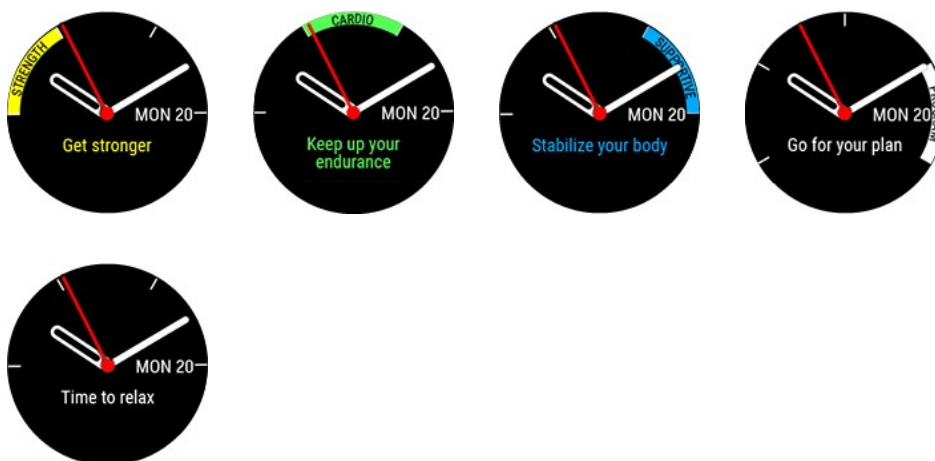 STRENGTH
MON 20
Get stronger
CARDIO
MON 20
Keep up your
endurance
SUPPORTIVE
MON 20
Stabilize your body
MON 20
Go for your plan
MON 20
Time to relax